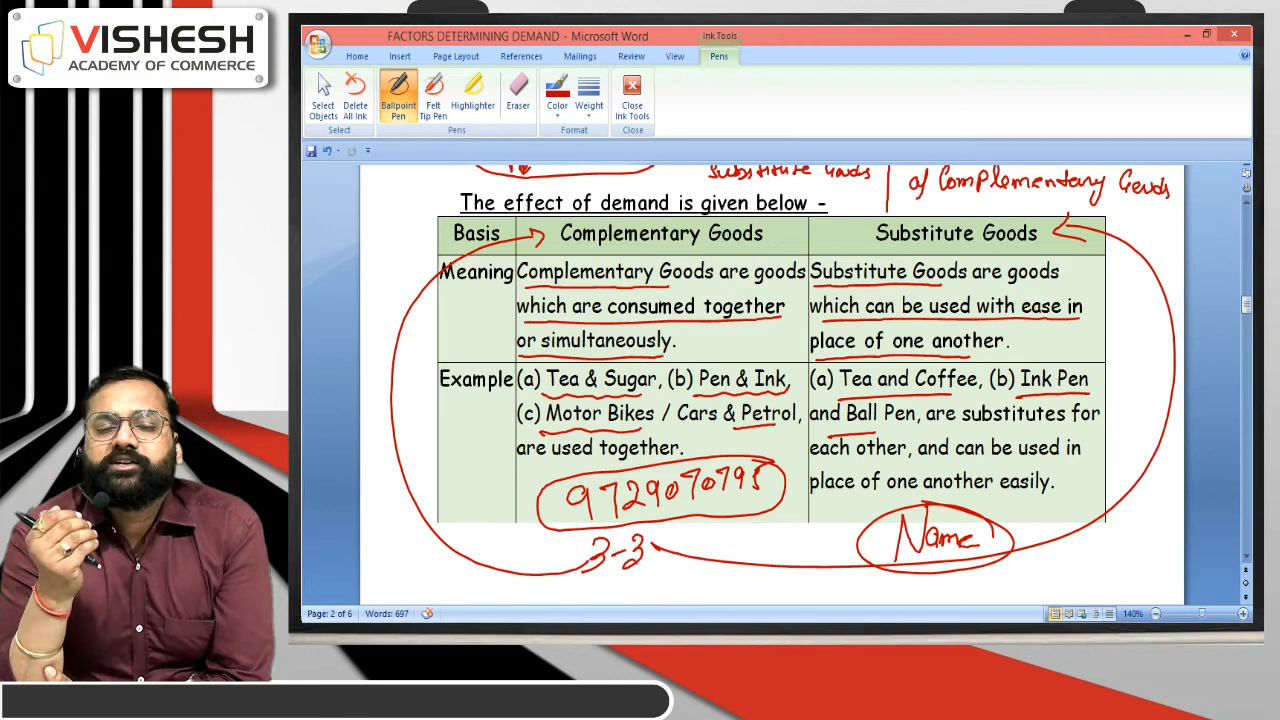 VISHESH
ACADEMY OF COMMERCE
FACTORS DETERMINING DEMAND - Microsoft Word
Ink Tools
Home Insert Page Layout References Mailings Review View Pens
Select Objects
Delete All Ink
Ballpoint Pen
Felt Tip Pen
Highlighter
Eraser
Color
Weight
Close Ink Tools
Select Pens Format Close
Substitute Goods
of Complementary Goods
The effect of demand is given below -
Basis Complementary Goods Substitute Goods
Meaning
Complementary Goods are goods
which are consumed together
or simultaneously.
Substitute Goods are goods
which can be used with ease in
place of one another.
Example
(a) Tea & Sugar, (b) Pen & Ink,
(c) Motor Bikes / Cars & Petrol,
are used together.
(a) Tea and Coffee, (b) Ink Pen
and Ball Pen, are substitutes for
each other, and can be used in
place of one another easily.
9729070795
3-3
Name
Page: 2 of 6 Words: 697 140%